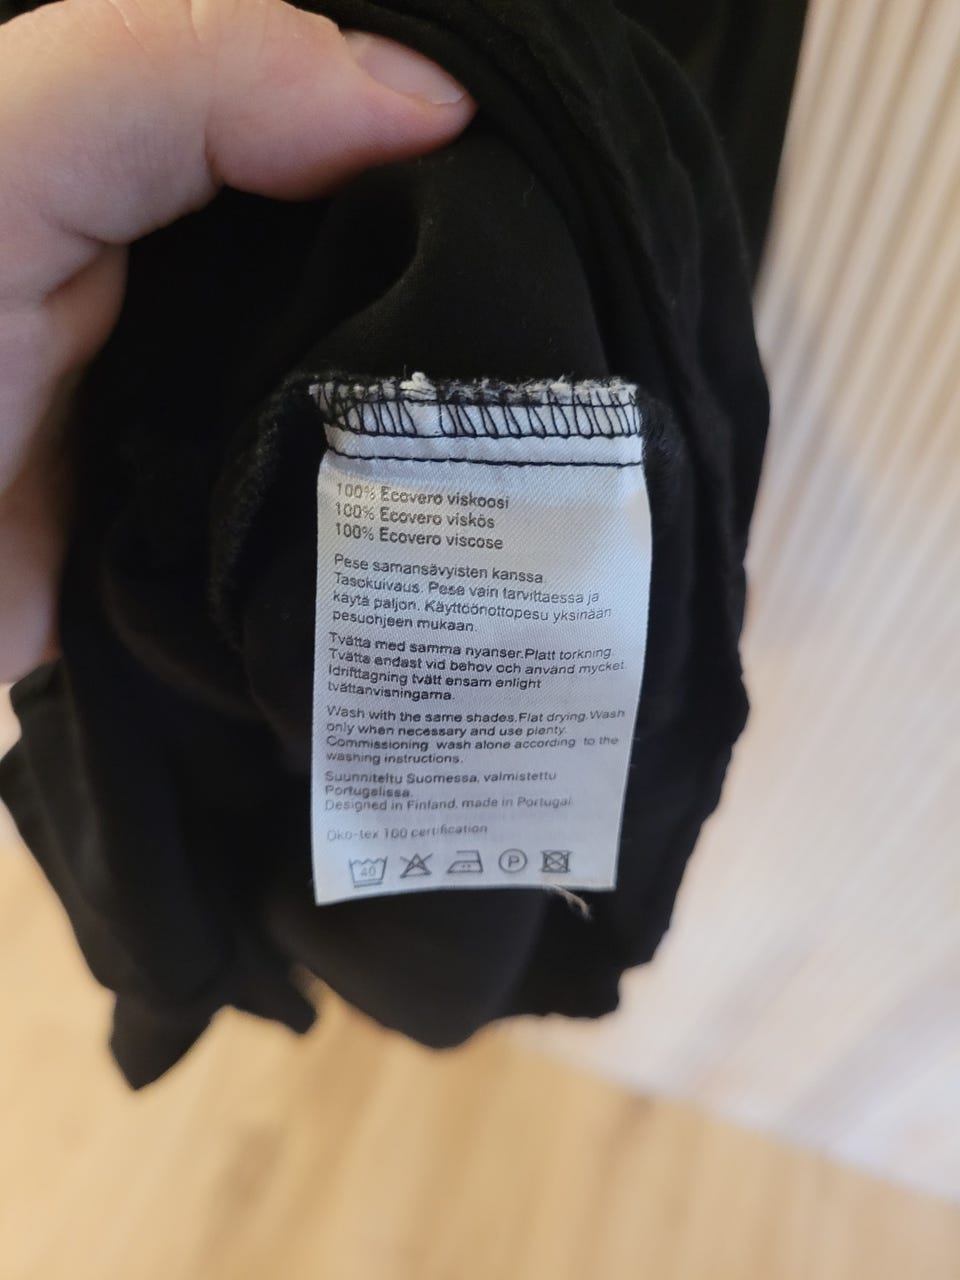 100% Ecovero viskoosi
100% Ecovero viskös
100% Ecovero viscose
Pese samansävyisten kanssa.
Tasokuivaus. Pese vain tarvittaessa ja
käytä paljon. Käyttöönottopesu yksinään
pesuohjeen mukaan.
Tvätta med samma nyanser.Platt torkning.
Tvätta endast vid behov och använd mycket.
Idrifttagning tvätt ensam enlight
tvättanvisningarna.
Wash with the same shades.Flat drying.Wash
only when necessary and use plenty.
Commissioning wash alone according to the
washing instructions.
Suunniteltu Suomessa, valmistettu
Portugalissa.
Designed in Finland, made in Portugal
Öko-tex 100 certification
40 P